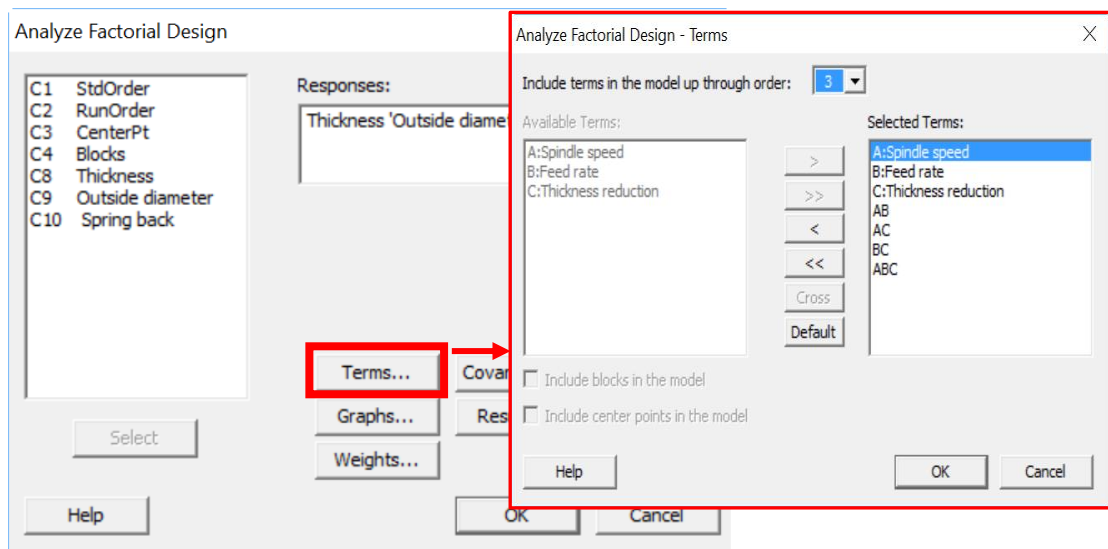 Analyze Factorial Design
C1 StdOrder
C2 RunOrder
C3 CenterPt
C4 Blocks
C8 Thickness
C9 Outside diameter
C10 Spring back
Select
Help
Responses:
Thickness 'Outside diame
Terms...
Covar
Graphs...
Res
Weights...
OK
Cancel
Analyze Factorial Design - Terms
X
Include terms in the model up through order: 3
Available Terms:
A:Spindle speed
B:Feed rate
C:Thickness reduction
>
>>
<
<<
Cross
Default
Selected Terms:
A:Spindle speed
B:Feed rate
C:Thickness reduction
AB
AC
BC
ABC
Include blocks in the model
Include center points in the model
Help
OK
Cancel